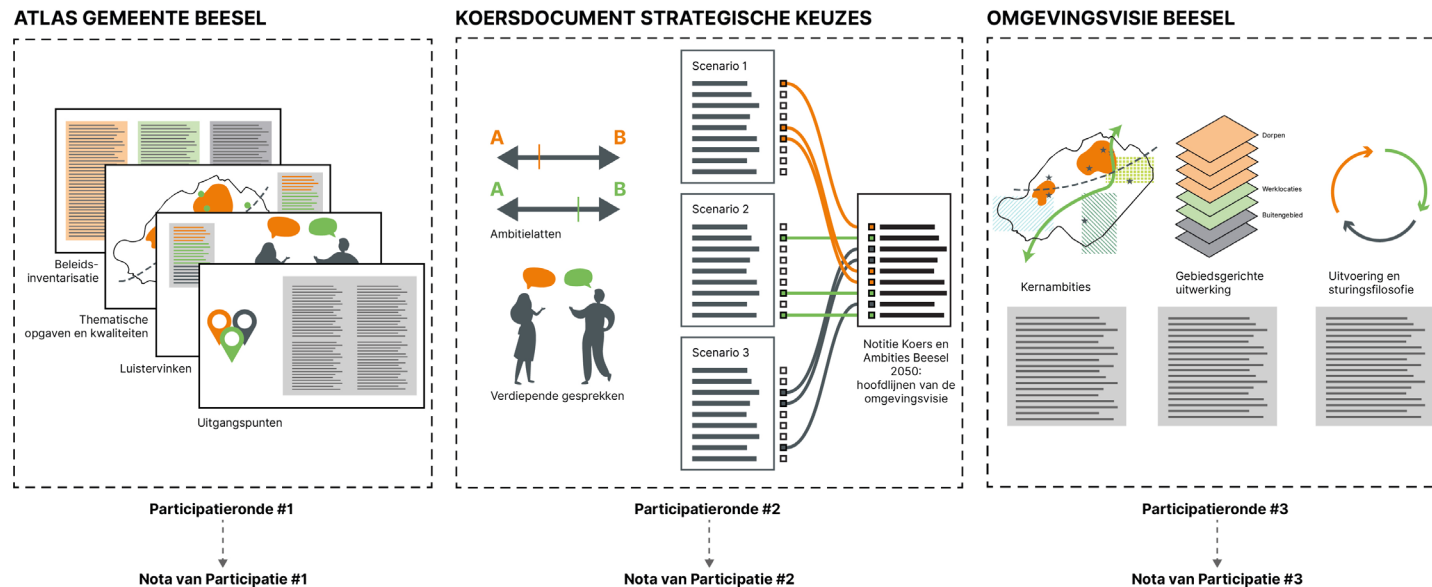 ATLAS GEMEENTE BEESEL
Beleids-
inventarisatie
Thematische
opgaven en kwaliteiten
Luistervinken
Uitgangspunten
Participatieronde #1
Nota van Participatie #1
KOERSDOCUMENT STRATEGISCHE KEUZES
A
B
A
B
Ambitielatten
Verdiepende gesprekken
Scenario 1
Scenario 2
Scenario 3
Notitie Koers en
Ambities Beesel
2050:
hoofdlijnen van de
omgevingsvisie
Participatieronde #2
Nota van Participatie #2
OMGEVINGSVISIE BEESEL
Kernambities
Dorpen
Werklocaties
Buitengebied
Gebiedsgerichte
uitwerking
Uitvoering en
sturingsfilosofie
Participatieronde #3
Nota van Participatie #3